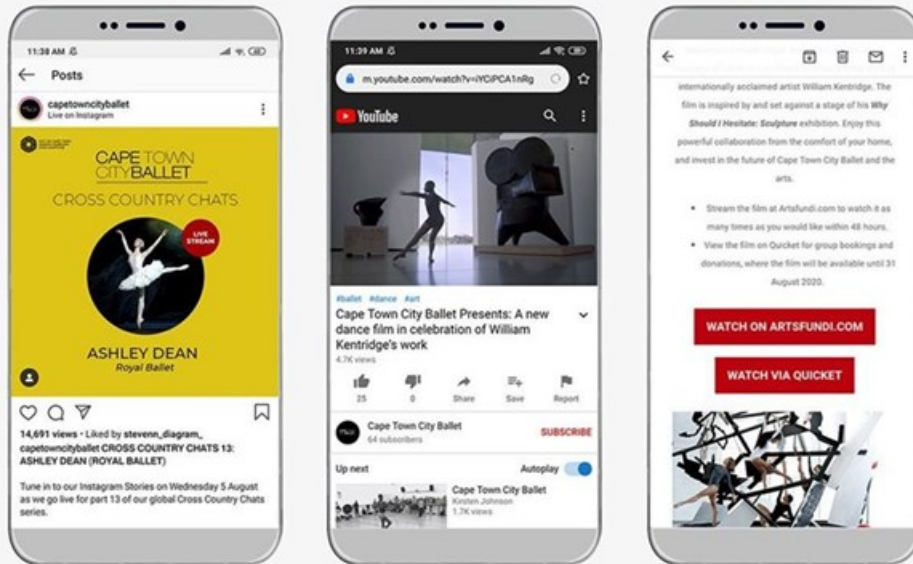 11:38 AM
Posts
capetowncityballet
Live on Instagram
CAPE TOWN
CITYBALLET
CROSS COUNTRY CHATS
LIVE
STREAM
ASHLEY DEAN
Royal Ballet
14,691 views · Liked by stevenn_diagram_
capetowncityballet CROSS COUNTRY CHATS 13:
ASHLEY DEAN (ROYAL BALLET)
Tune in to our Instagram Stories on Wednesday 5 August
as we go live for part 13 of our global Cross Country Chats
series.
11:39 AM
m.youtube.com/watch?v=iYCiPCA1nRg
YouTube
#ballet #dance #art
Cape Town City Ballet Presents: A new
dance film in celebration of William
Kentridge's work
4.7K views
25
0
Share
Save
Report
Cape Town City Ballet
64 subscribers
SUBSCRIBE
Up next
Autoplay
Cape Town City Ballet
Kirsten Johnson
1.7K views
internationally acclaimed artist William Kentridge. The
film is inspired by and set against a stage of his Why
Should I Hesitate: Sculpture exhibition. Enjoy this
powerful collaboration from the comfort of your home,
and invest in the future of Cape Town City Ballet and the
arts.
• Stream the film at Artsfundi.com to watch it as
many times as you would like within 48 hours.
• View the film on Quicket for group bookings and
donations, where the film will be available until 31
August 2020.
WATCH ON ARTSFUNDI.COM
WATCH VIA QUICKET